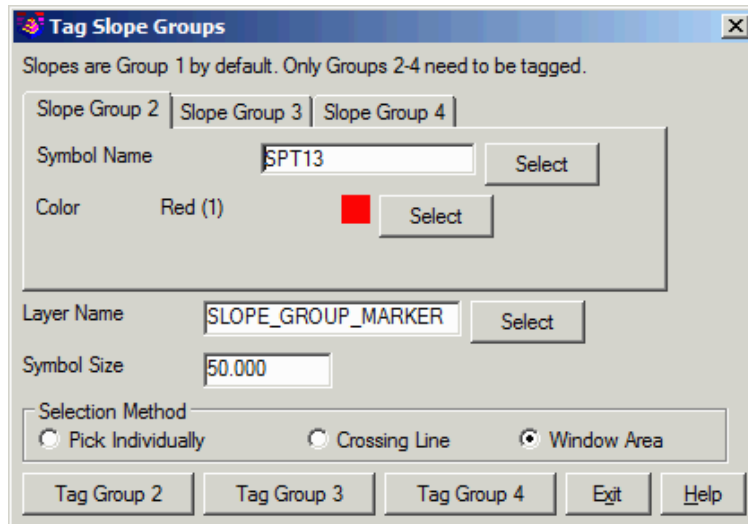 Tag Slope Groups
Slopes are Group 1 by default. Only Groups 2-4 need to be tagged.
Slope Group 2 Slope Group 3 Slope Group 4
Symbol Name SPT13 Select
Color Red (1) Select
Layer Name SLOPE_GROUP_MARKER Select
Symbol Size 50.000
Selection Method
Pick Individually Crossing Line Window Area
Tag Group 2 Tag Group 3 Tag Group 4 Exit Help